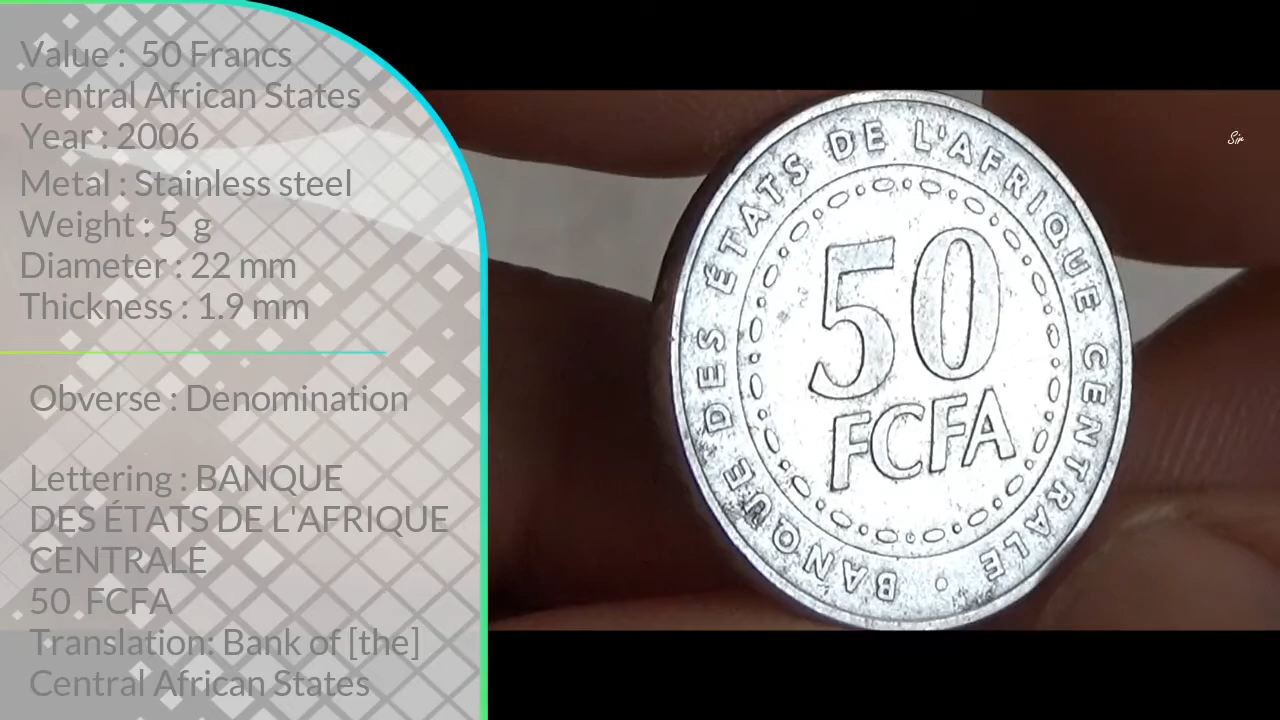 Value : 50 Francs
Central African States
Year : 2006
Metal : Stainless steel
Weight : 5 g
Diameter : 22 mm
Thickness : 1.9 mm
Obverse : Denomination
Lettering : BANQUE
DES ÉTATS DE L'AFRIQUE
CENTRALE
50 FCFA
Translation: Bank of [the]
Central African States
BANQUE DES ÉTATS DE L'AFRIQUE CENTRALE •
50
FCFA
Sir